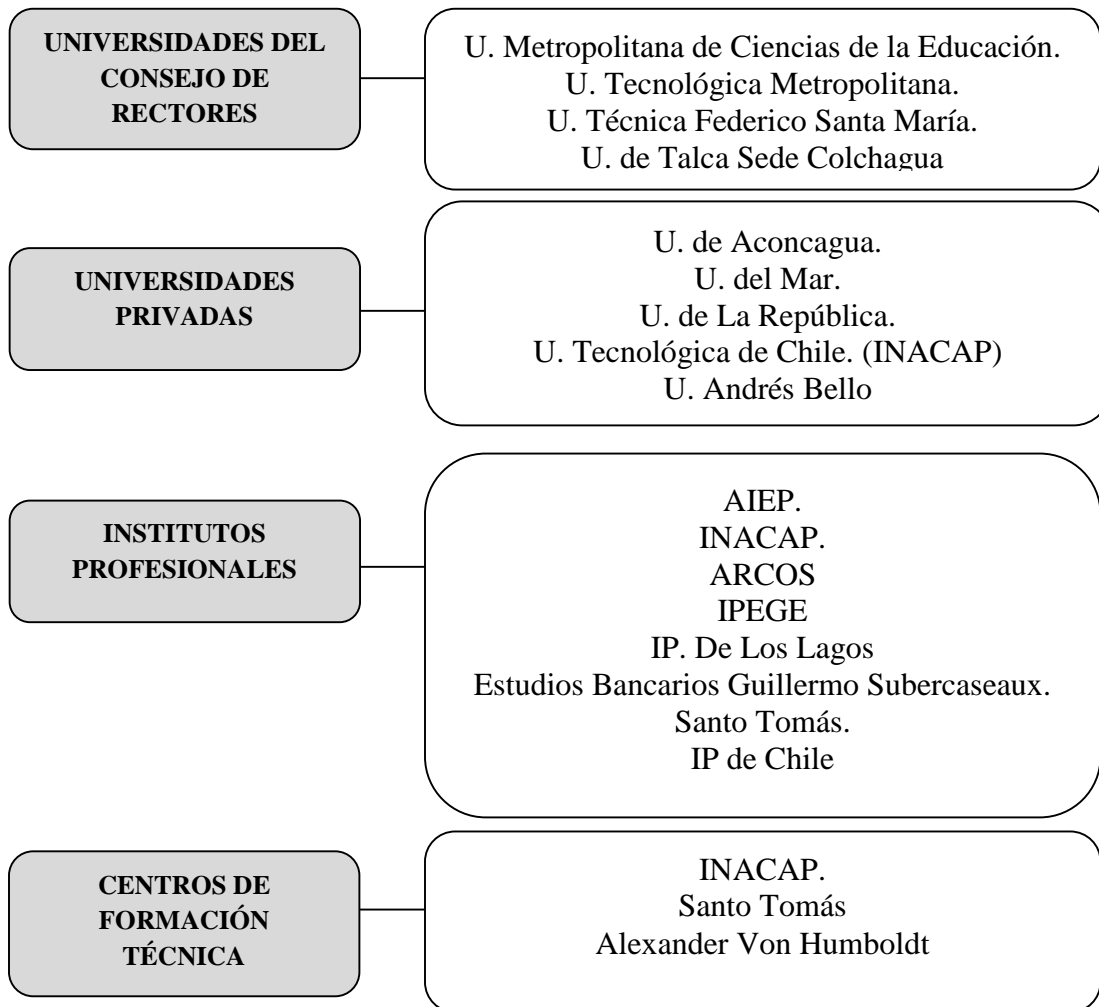 UNIVERSIDADES DEL
CONSEJO DE
RECTORES
U. Metropolitana de Ciencias de la Educación.
U. Tecnológica Metropolitana.
U. Técnica Federico Santa María.
U. de Talca Sede Colchagua
UNIVERSIDADES
PRIVADAS
U. de Aconcagua.
U. del Mar.
U. de La República.
U. Tecnológica de Chile. (INACAP)
U. Andrés Bello
INSTITUTOS
PROFESIONALES
AIEP.
INACAP.
ARCOS
IPEGE
IP. De Los Lagos
Estudios Bancarios Guillermo Subercaseaux.
Santo Tomás.
IP de Chile
CENTROS DE
FORMACIÓN
TÉCNICA
INACAP.
Santo Tomás
Alexander Von Humboldt